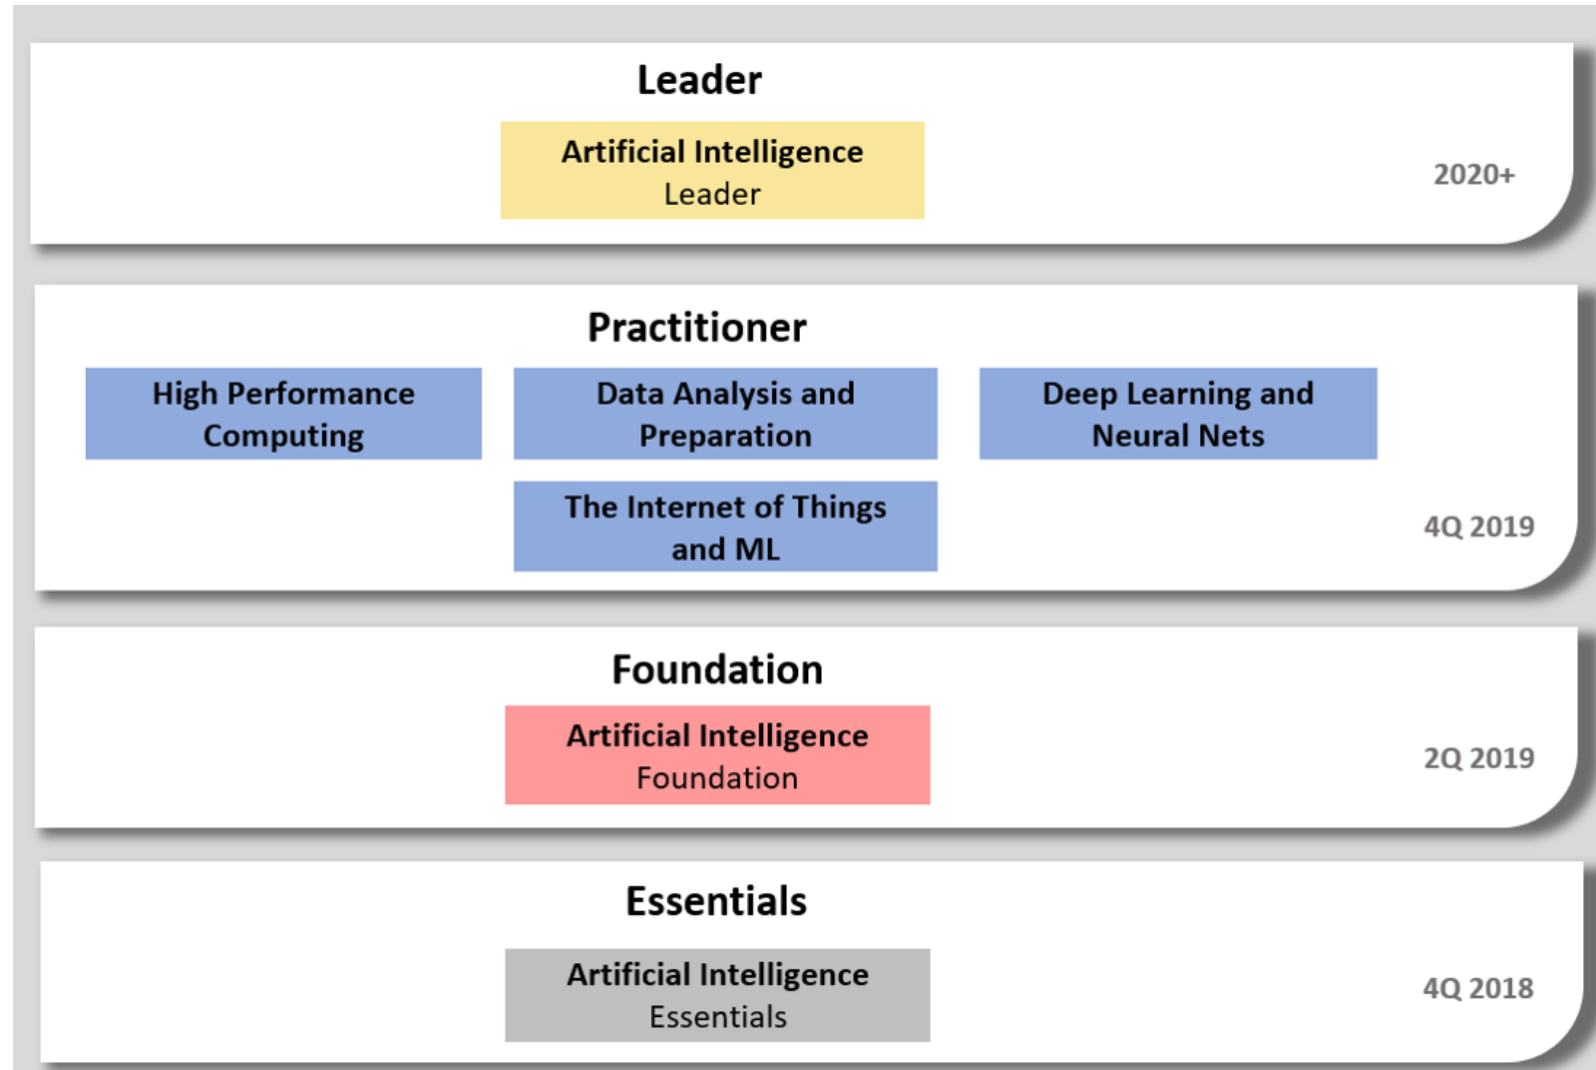 Leader
Artificial Intelligence
Leader
2020+
Practitioner
High Performance
Computing
Data Analysis and
Preparation
Deep Learning and
Neural Nets
The Internet of Things
and ML
4Q 2019
Foundation
Artificial Intelligence
Foundation
2Q 2019
Essentials
Artificial Intelligence
Essentials
4Q 2018